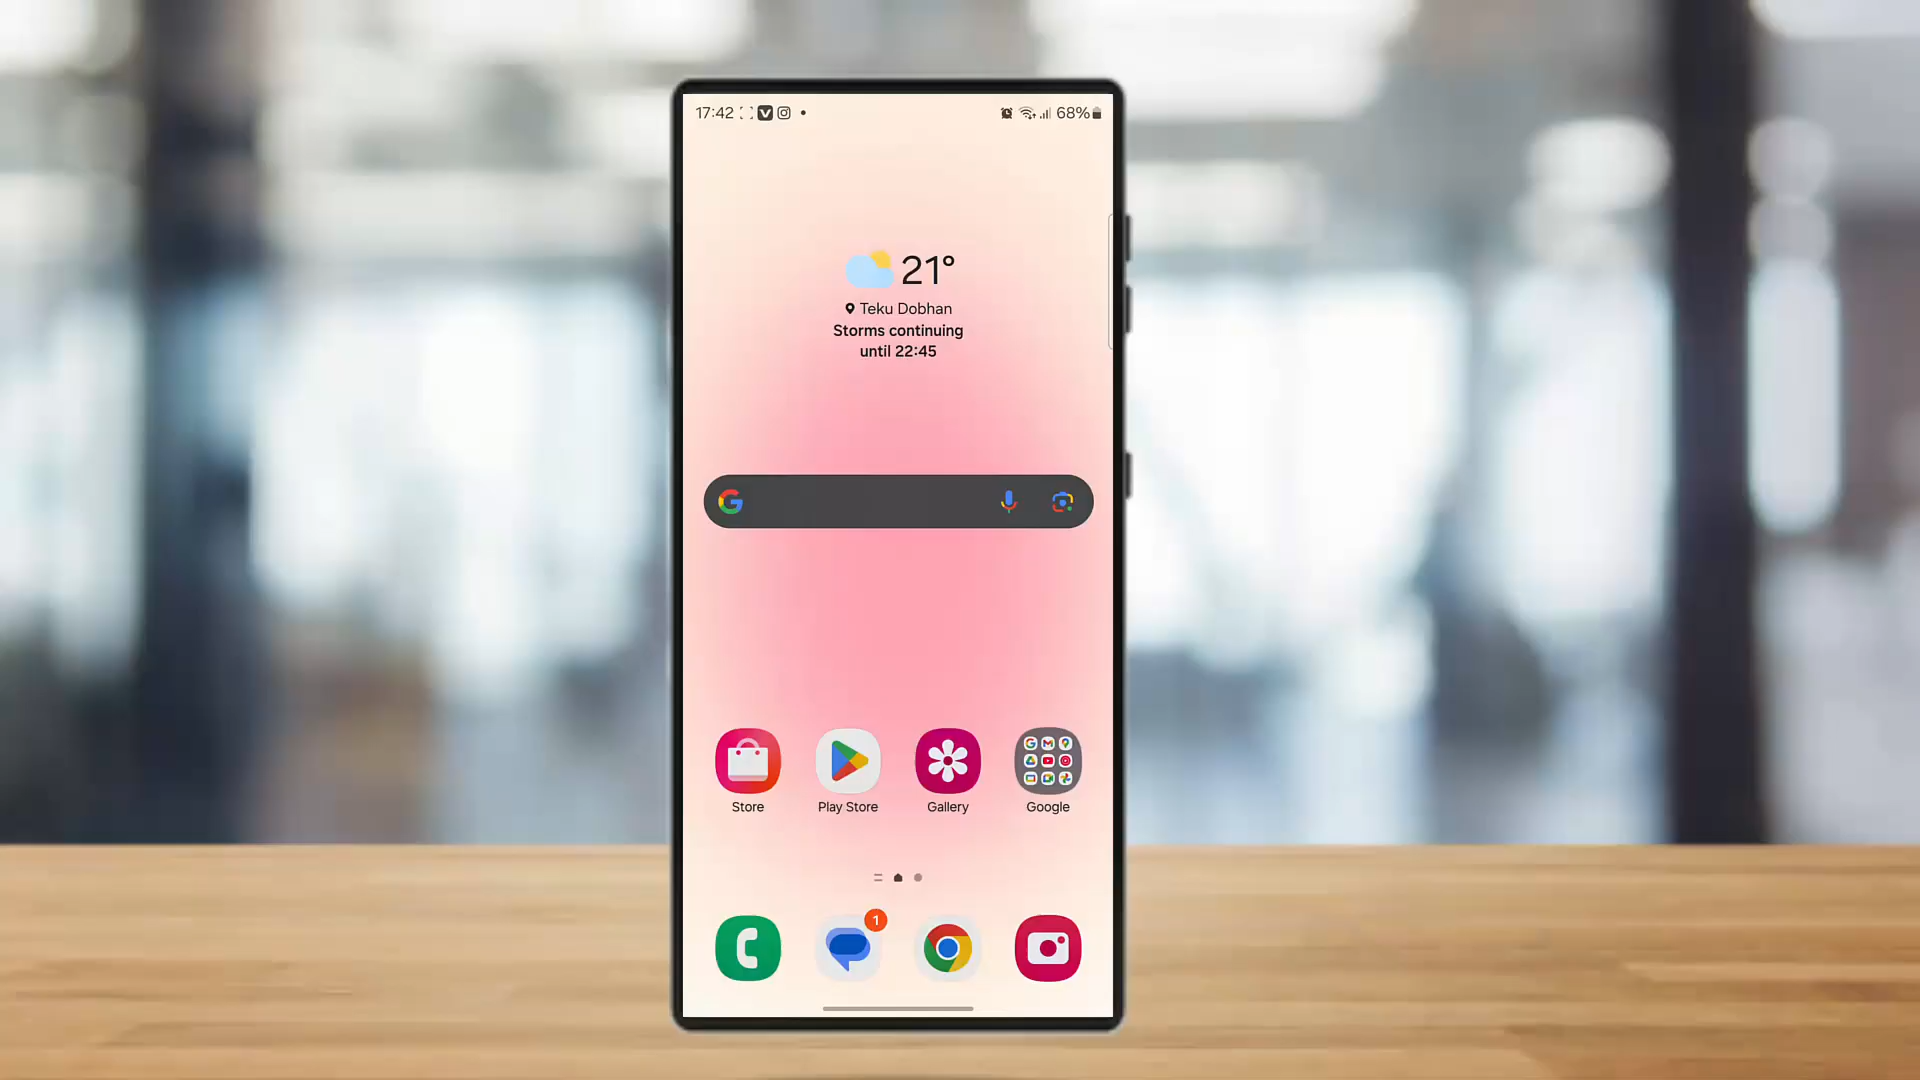 17:42
68%
21°
Teku Dobhan
Storms continuing
until 22:45
Store
Play Store
Gallery
Google
1